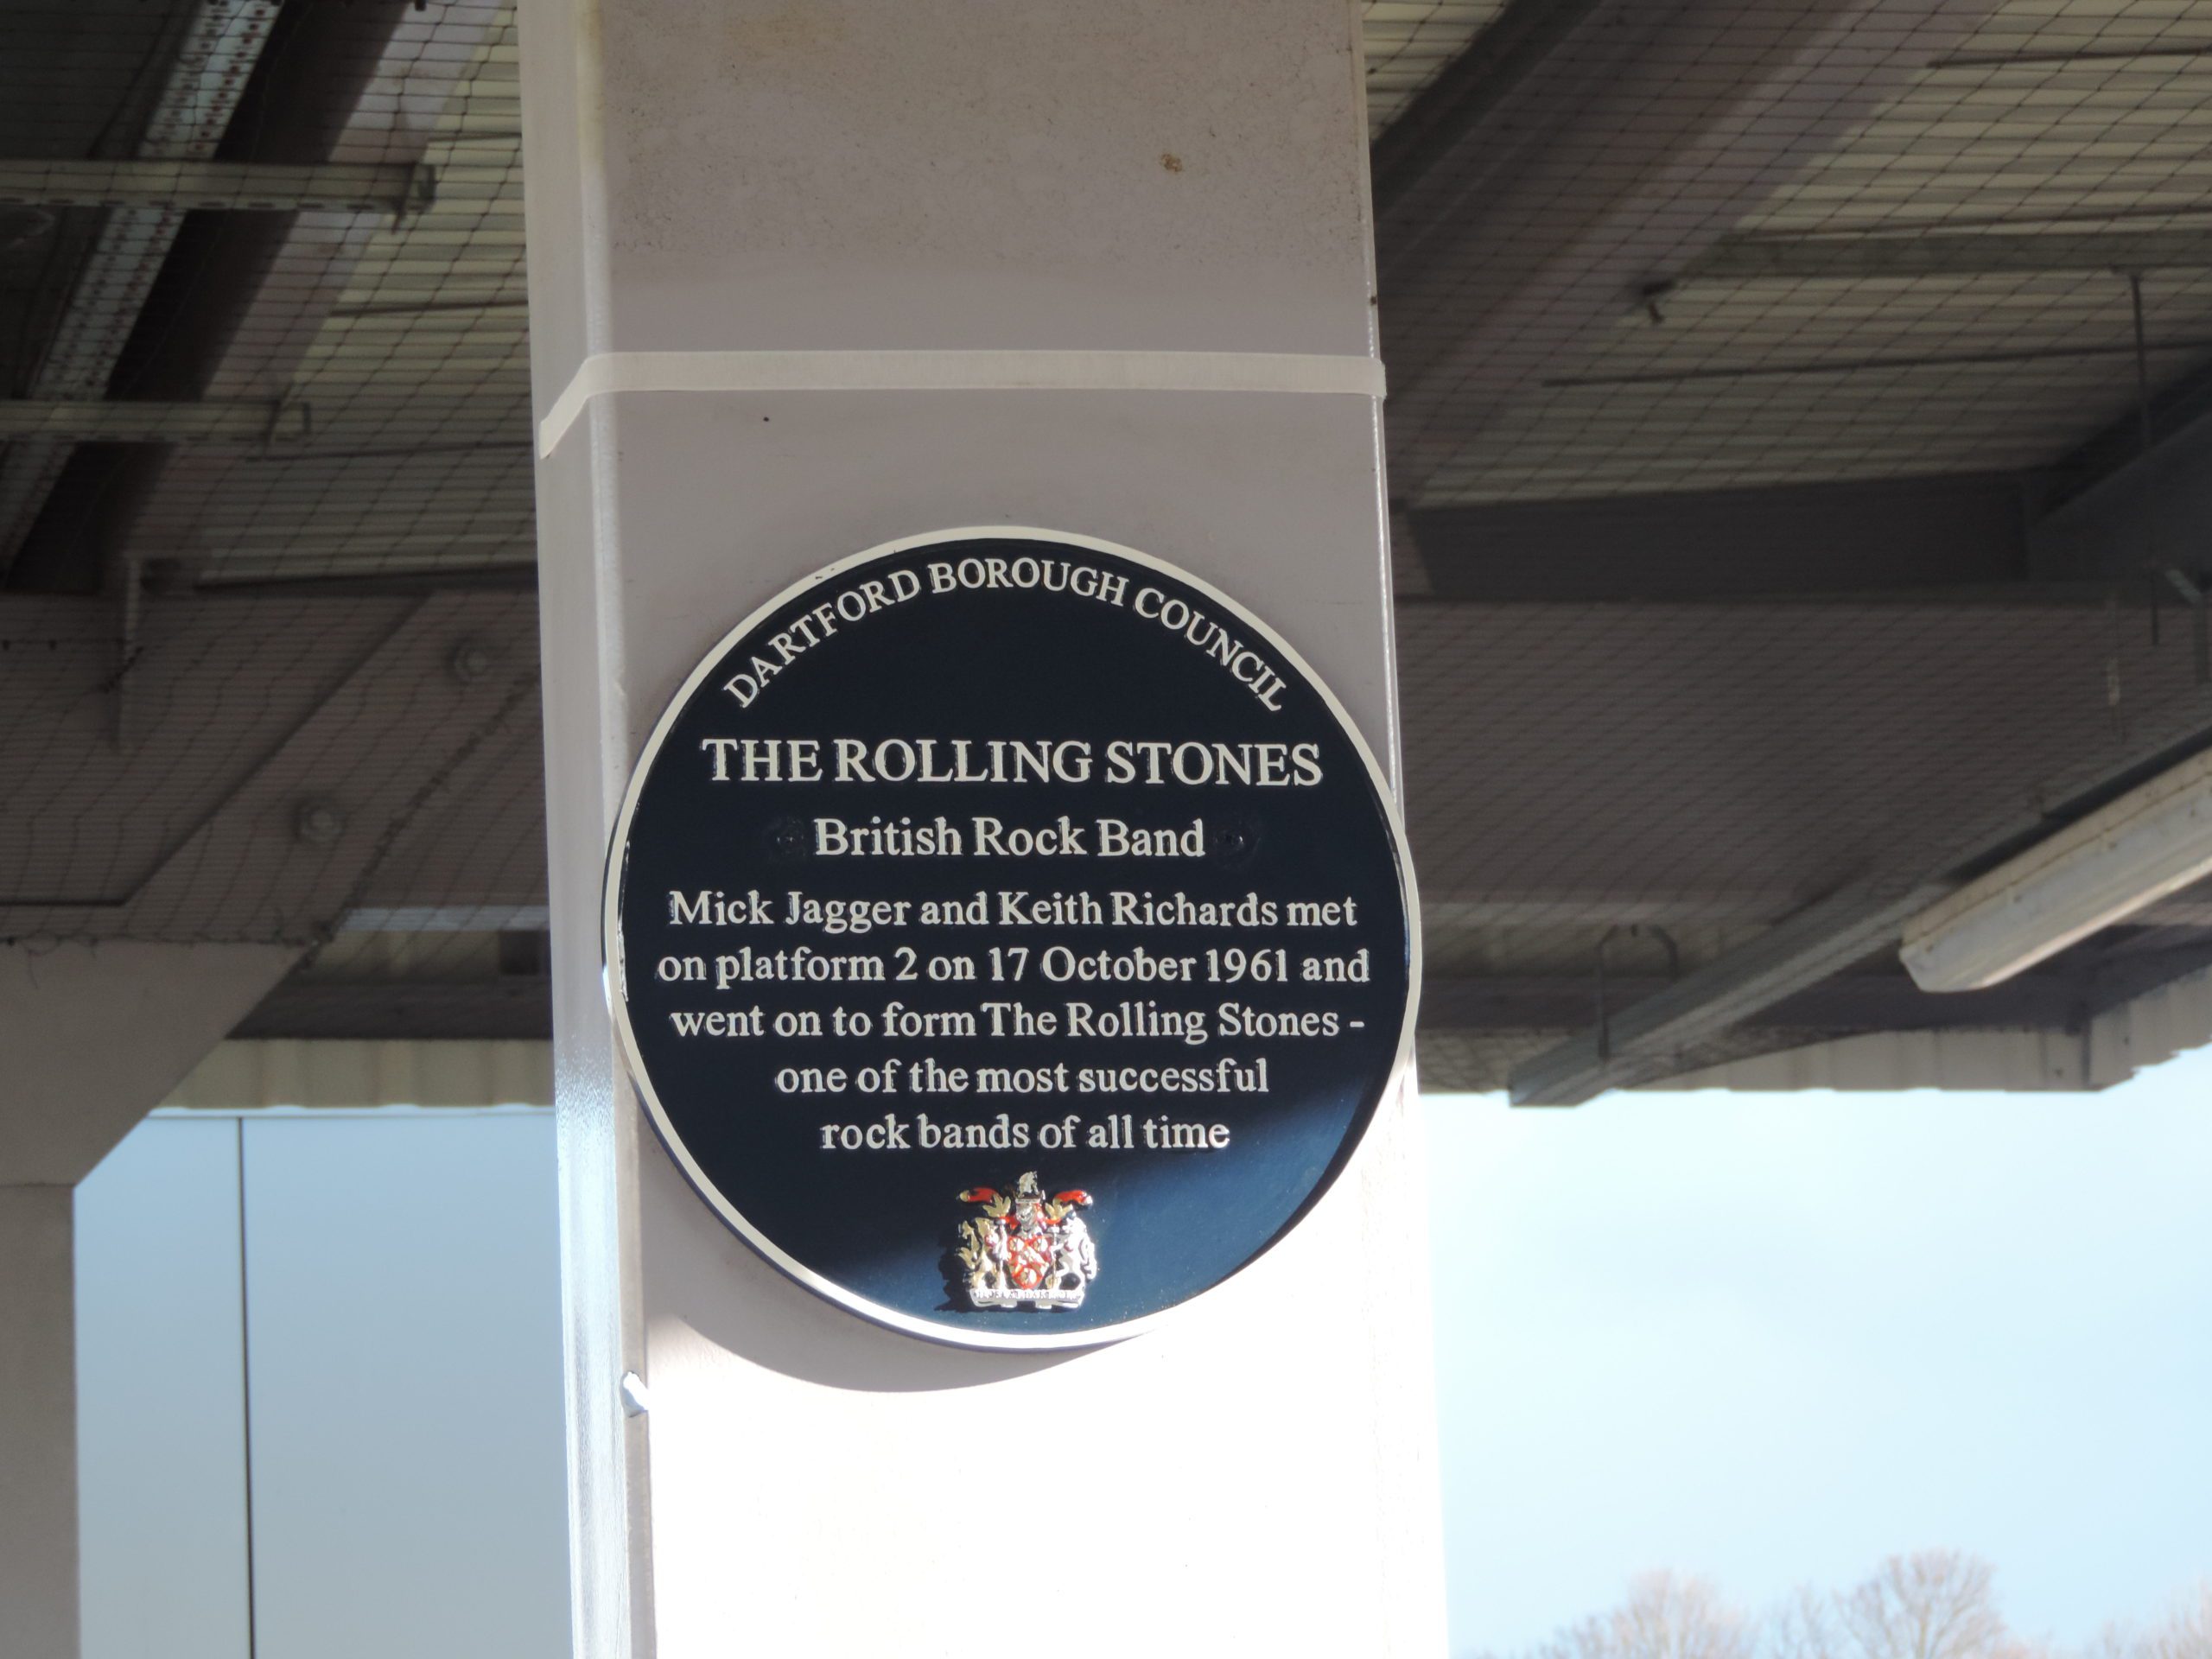 DARTFORD BOROUGH COUNCIL
THE ROLLING STONES
British Rock Band
Mick Jagger and Keith Richards met
on platform 2 on 17 October 1961 and
went on to form The Rolling Stones -
one of the most successful
rock bands of all time